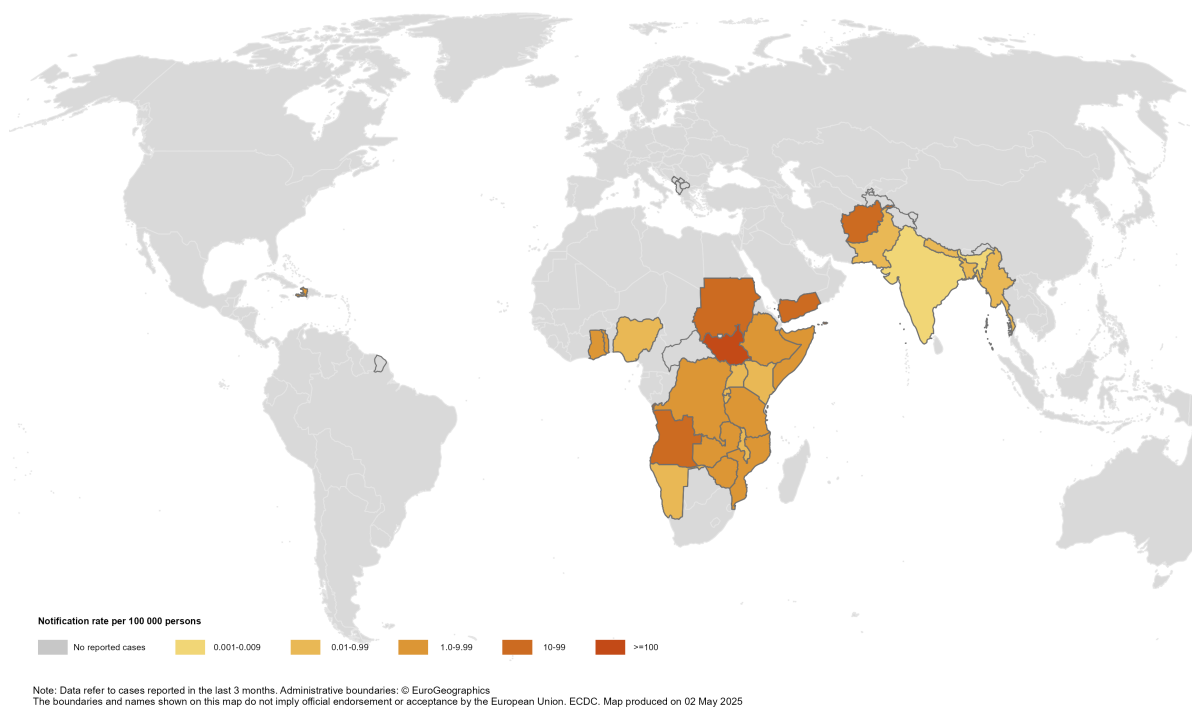 Notification rate per 100 000 persons
No reported cases
0.001-0.009
0.01-0.99
1.0-9.99
10-99
>=100
Note: Data refer to cases reported in the last 3 months. Administrative boundaries: © EuroGeographics
The boundaries and names shown on this map do not imply official endorsement or acceptance by the European Union. ECDC. Map produced on 02 May 2025